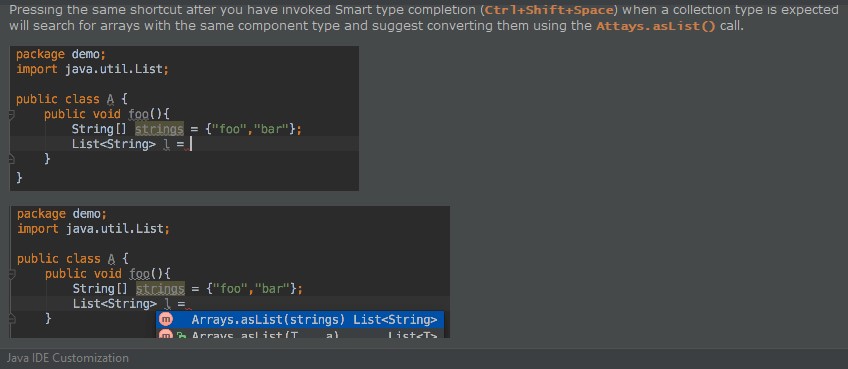 Pressing the same shortcut after you have invoked Smart type completion (Ctrl+Shift+Space) when a collection type is expected
will search for arrays with the same component type and suggest converting them using the Attays.asList() call.
package demo;
import java.util.List;
public class A {
public void foo(){
String[] strings = {"foo","bar"};
List<String> l =
}
}
package demo;
import java.util.List;
public class A {
public void foo(){
String[] strings = {"foo","bar"};
List<String> l =
}
m Arrays.asList(strings) List<String>
m Arrays.asList(T... a) List<T>
Java IDE Customization